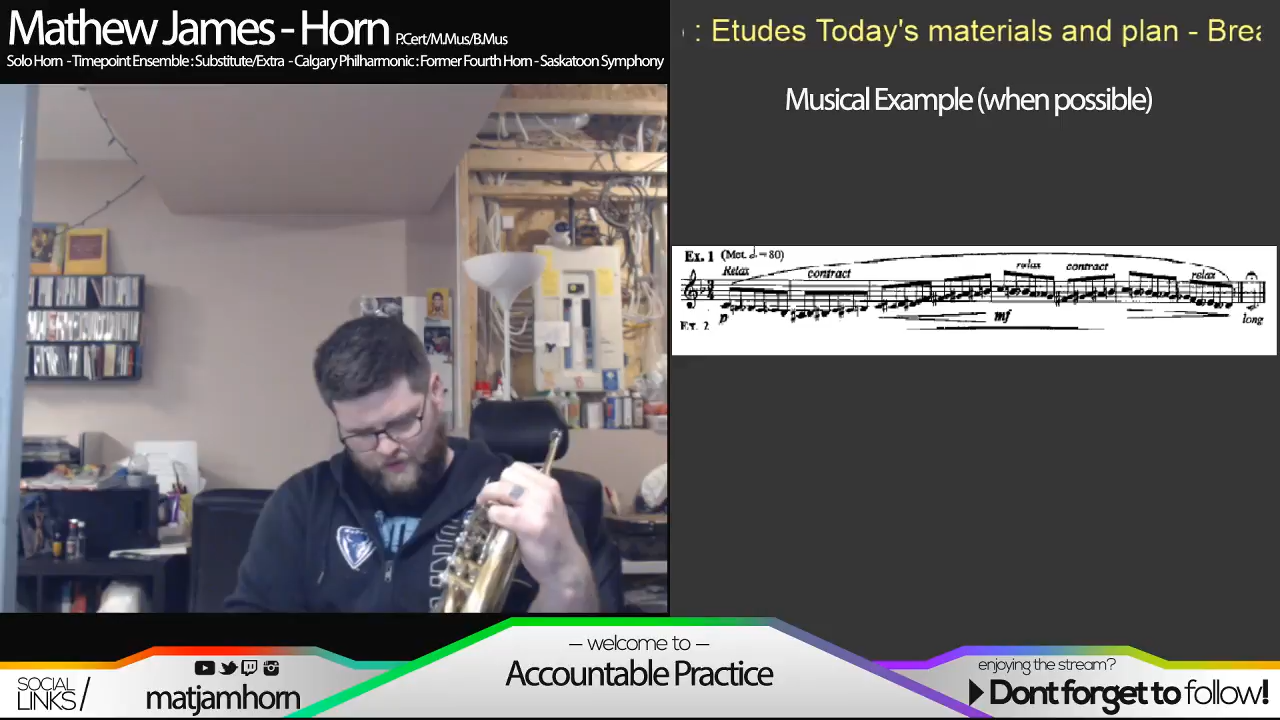 Mathew James - Horn P.Cert/M.Mus/B.Mus
Solo Horn - Timepoint Ensemble : Substitute/Extra - Calgary Philharmonic : Former Fourth Horn - Saskatoon Symphony
: Etudes Today's materials and plan - Brea
Musical Example (when possible)
Ex. 1 (Met. = 80)
Relax contract relax contract relax
p mf long
Ex. 2
SOCIAL LINKS /
matjamhorn
— welcome to —
Accountable Practice
enjoying the stream?
Dont forget to follow!